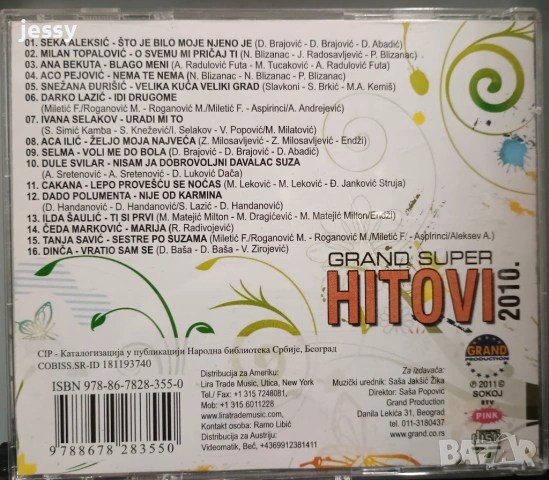 jessy
01. SEKA ALEKSIĆ - ŠTO JE BILO MOJE NJENO JE (D. Brajović - D. Brajović - D. Abadić)
02. MILAN TOPALOVIĆ - O SVEMU MI PRIČAJ TI (N. Blizanac - J. Radosavljević - P. Blizanac)
03. ANA BEKUTA - BLAGO MENI (A. Radulović Futa - M. Tucaković - A. Radulović Futa)
04. ACO PEJOVIĆ - NEMA TE NEMA (N. Blizanac - N. Blizanac - P. Blizanac)
05. SNEŽANA ĐURIŠIĆ - VELIKA KUĆA VELIKI GRAD (Slavkoni - S. Brkić - M.A. Kemiš)
06. DARKO LAZIĆ - IDI DRUGOME
(Miletić F./Roganović M. - Roganović M./Miletić F. - Aspirinci/A. Andrejević)
07. IVANA SELAKOV - URADI MI TO
(S. Simić Kamba - S. Knežević/I. Selakov - V. Popović/M. Milatović)
08. ACA ILIĆ - ŽELJO MOJA NAJVEĆA (Z. Milosavljević - Z. Milosavljević - Endži)
09. SELMA - VOLI ME DO BOLA (D. Brajović - D. Brajović - D. Abadić)
10. DULE SVILAR - NISAM JA DOBROVOLJNI DAVALAC SUZA
(A. Sretenović - A. Sretenović - D. Luković Dača)
11. CAKANA - LEPO PROVEŠĆU SE NOĆAS (M. Leković - M. Leković - Đ. Janković Struja)
12. DADO POLUMENTA - NIJE OD KARMINA
(D. Handanović - D. Handanović/S. Lazić - D. Handanović)
13. ILDA ŠAULIĆ - TI SI PRVI (M. Matejić Milton - M. Dragićević - M. Matejić Milton/Endži)
14. ČEDA MARKOVIĆ - MARIJA (R. Radivojević)
15. TANJA SAVIĆ - SESTRE PO SUZAMA (Miletić F./Roganović M. - Roganović M./Miletić F. - Aspirinci/Aleksev A.)
16. DINČA - VRATIO SAM SE (D. Baša - D. Baša - V. Zirojević)
GRAND SUPER
HITOVI
2010.
CIP - Каталогизација у публикацији Народна библиотека Србије, Београд
COBISS.SR-ID 181193740
ISBN 978-86-7828-355-0
9 788678 283550
Distribucija za Ameriku:
Lira Trade Music, Utica, New York
Tel./ Fax: +1 315 7248081,
mob: +1 315 6011228
www.liratrademusic.com,
Kontakt osoba: Ramo Libić
Distribucija za Austriju:
Videomatik, Beč, +4369912381411
Za izdavača:
Muzički urednik: Saša Jakšić Žika
Direktor: Saša Popović
Grand Production
Danila Lekića 31, Beograd
tel. 011-3180437
www.grand.co.rs
GRAND
PRODUCTION
℗ 2011 ©
SOKOJ
RTV
PINK
disc
BAZAR